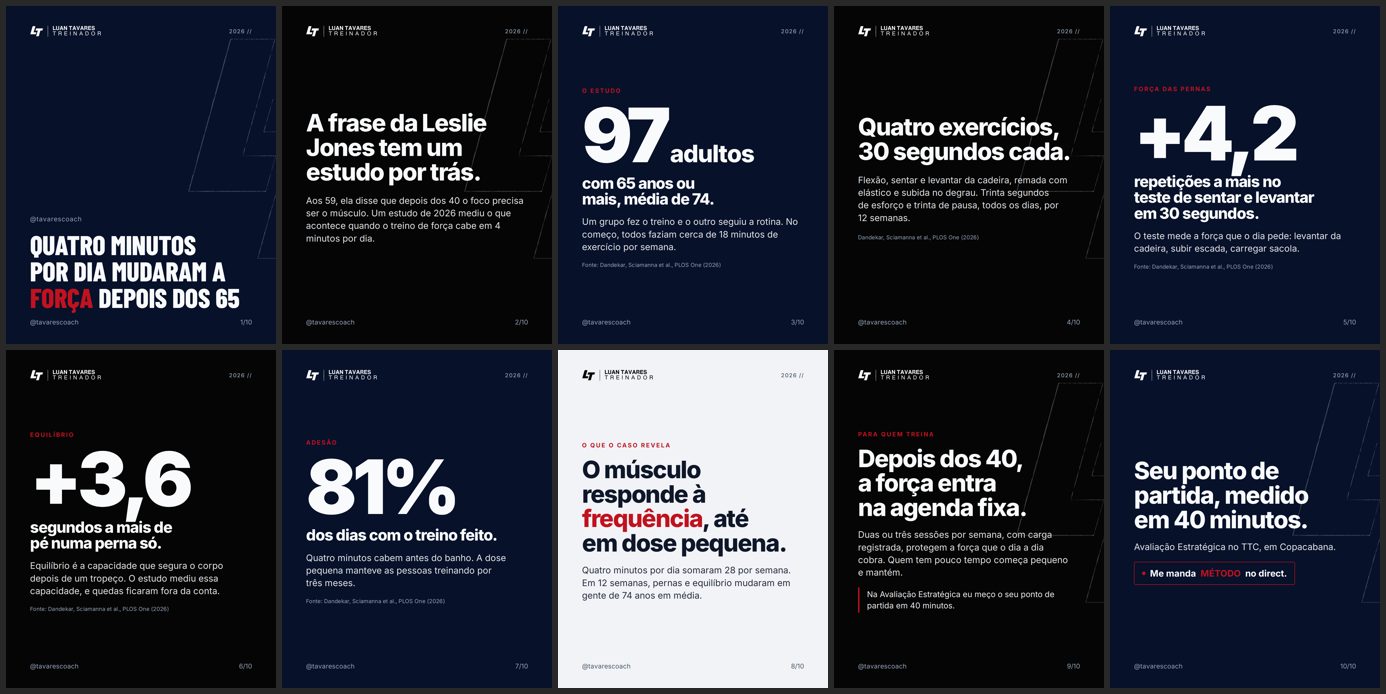 LT | LUAN TAVARES
TREINADOR
2026 //
@tavarescoach
QUATRO MINUTOS
POR DIA MUDARAM A
FORÇA DEPOIS DOS 65
@tavarescoach
1/10
LT | LUAN TAVARES
TREINADOR
2026 //
A frase da Leslie
Jones tem um
estudo por trás.
Aos 59, ela disse que depois dos 40 o foco precisa
ser o músculo. Um estudo de 2026 mediu o que
acontece quando o treino de força cabe em 4
minutos por dia.
@tavarescoach
2/10
LT | LUAN TAVARES
TREINADOR
2026 //
O ESTUDO
97 adultos
com 65 anos ou
mais, média de 74.
Um grupo fez o treino e o outro seguiu a rotina. No
começo, todos faziam cerca de 18 minutos de
exercício por semana.
Fonte: Dandekar, Sciamanna et al., PLOS One (2026)
@tavarescoach
3/10
LT | LUAN TAVARES
TREINADOR
2026 //
Quatro exercícios,
30 segundos cada.
Flexão, sentar e levantar da cadeira, remada com
elástico e subida no degrau. Trinta segundos
de esforço e trinta de pausa, todos os dias, por
12 semanas.
Fonte: Dandekar, Sciamanna et al., PLOS One (2026)
@tavarescoach
4/10
LT | LUAN TAVARES
TREINADOR
2026 //
FORÇA DAS PERNAS
+4,2
repetições a mais no
teste de sentar e levantar
em 30 segundos.
O teste mede a força que o dia pede: levantar da
cadeira, subir escada, carregar sacola.
Fonte: Dandekar, Sciamanna et al., PLOS One (2026)
@tavarescoach
5/10
LT | LUAN TAVARES
TREINADOR
2026 //
EQUILÍBRIO
+3,6
segundos a mais de
pé numa perna só.
Equilíbrio é a capacidade que segura o corpo
depois de um tropeço. O estudo mediu essa
capacidade, e quedas ficaram fora da conta.
Fonte: Dandekar, Sciamanna et al., PLOS One (2026)
@tavarescoach
6/10
LT | LUAN TAVARES
TREINADOR
2026 //
ADESÃO
81%
dos dias com o treino feito.
Quatro minutos cabem antes do banho. A dose
pequena manteve as pessoas treinando por
três meses.
Fonte: Dandekar, Sciamanna et al., PLOS One (2026)
@tavarescoach
7/10
LT | LUAN TAVARES
TREINADOR
2026 //
O QUE O CASO REVELA
O músculo
responde à
frequência, até
em dose pequena.
Quatro minutos por dia somaram 28 por semana.
Em 12 semanas, pernas e equilíbrio mudaram em
gente de 74 anos em média.
@tavarescoach
8/10
LT | LUAN TAVARES
TREINADOR
2026 //
PARA QUEM TREINA
Depois dos 40,
a força entra
na agenda fixa.
Duas ou três sessões por semana, com carga
registrada, protegem a força que o dia a dia
cobra. Quem tem pouco tempo começa pequeno
e mantém.
Na Avaliação Estratégica eu meço o seu ponto de
partida em 40 minutos.
@tavarescoach
9/10
LT | LUAN TAVARES
TREINADOR
2026 //
Seu ponto de
partida, medido
em 40 minutos.
Avaliação Estratégica no TTC, em Copacabana.
• Me manda MÉTODO no direct.
@tavarescoach
10/10